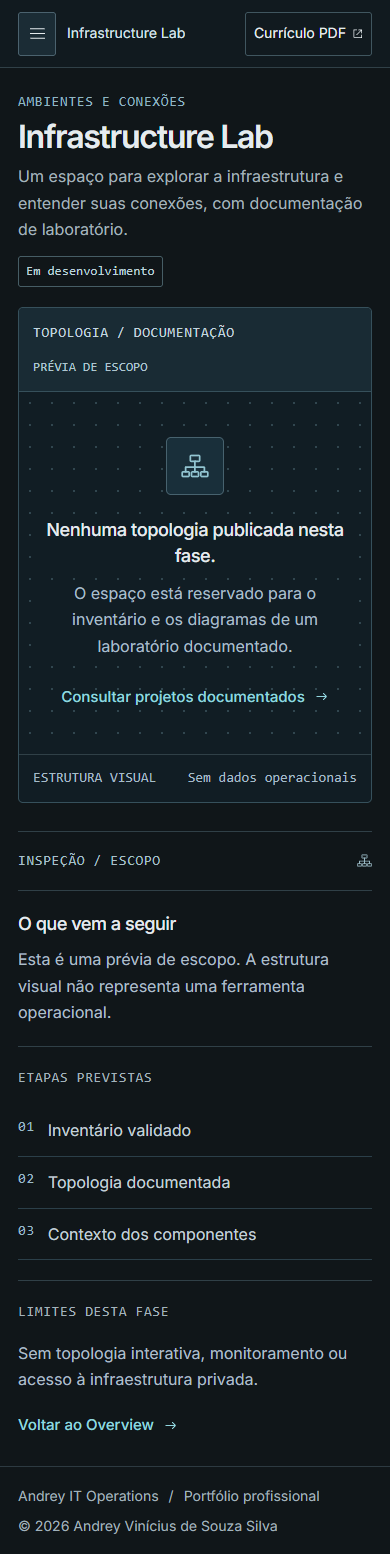 Infrastructure Lab
Currículo PDF
AMBIENTES E CONEXÕES
Infrastructure Lab
Um espaço para explorar a infraestrutura e
entender suas conexões, com documentação
de laboratório.
Em desenvolvimento
TOPOLOGIA / DOCUMENTAÇÃO
PRÉVIA DE ESCOPO
Nenhuma topologia publicada nesta
fase.
O espaço está reservado para o
inventário e os diagramas de um
laboratório documentado.
Consultar projetos documentados →
ESTRUTURA VISUAL Sem dados operacionais
INSPEÇÃO / ESCOPO
O que vem a seguir
Esta é uma prévia de escopo. A estrutura
visual não representa uma ferramenta
operacional.
ETAPAS PREVISTAS
01 Inventário validado
02 Topologia documentada
03 Contexto dos componentes
LIMITES DESTA FASE
Sem topologia interativa, monitoramento ou
acesso à infraestrutura privada.
Voltar ao Overview →
Andrey IT Operations / Portfólio profissional
© 2026 Andrey Vinícius de Souza Silva